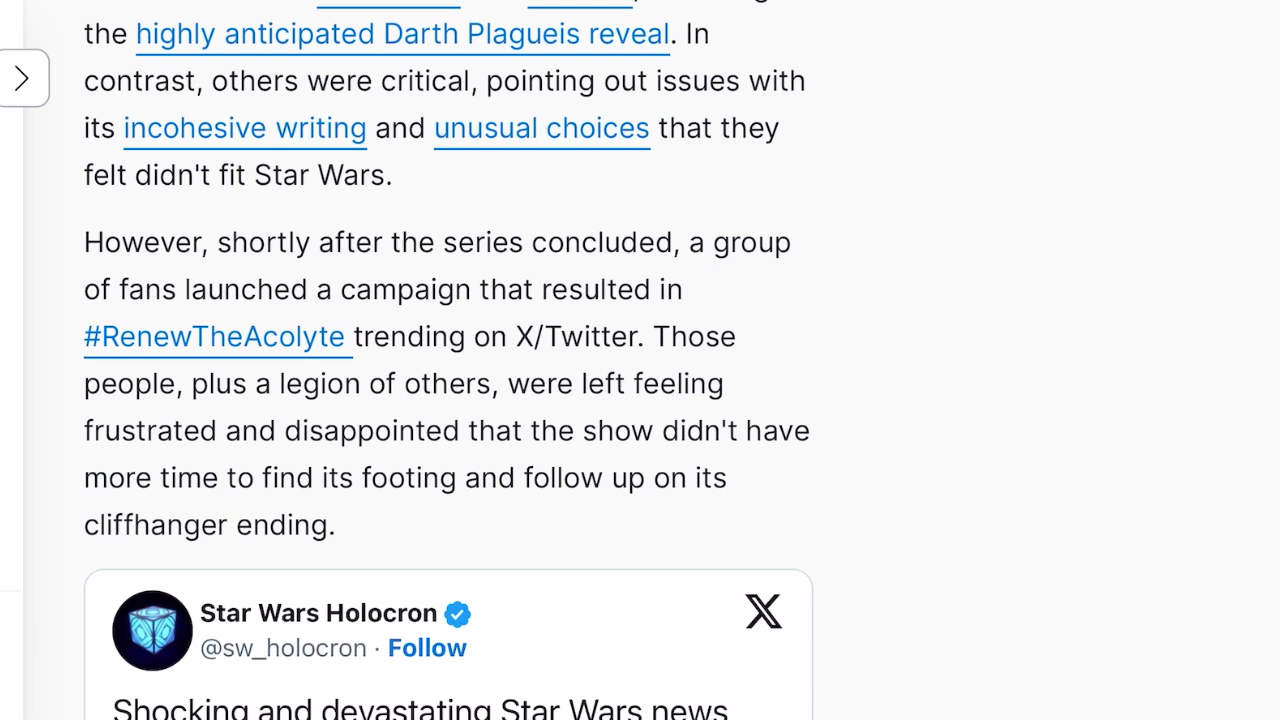 the highly anticipated Darth Plagueis reveal. In
contrast, others were critical, pointing out issues with
its incohesive writing and unusual choices that they
felt didn't fit Star Wars.
However, shortly after the series concluded, a group
of fans launched a campaign that resulted in
#RenewTheAcolyte trending on X/Twitter. Those
people, plus a legion of others, were left feeling
frustrated and disappointed that the show didn't have
more time to find its footing and follow up on its
cliffhanger ending.
Star Wars Holocron
@sw_holocron · Follow
Shocking and devastating Star Wars news